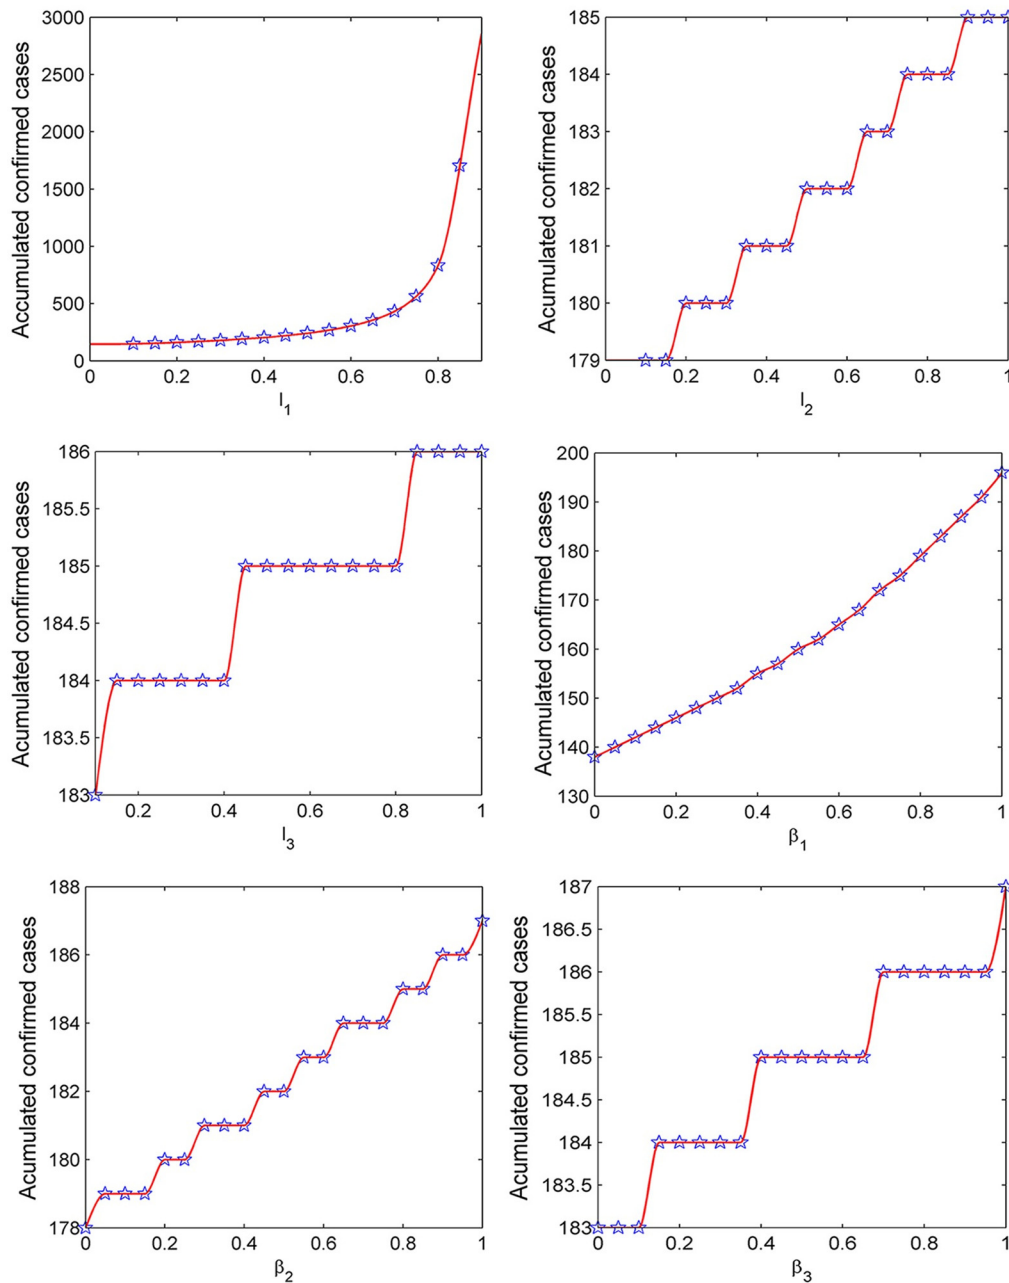 3000
2500
2000
1500
1000
500
0
Accumulated confirmed cases
0 0.2 0.4 0.6 0.8
l1
185
184
183
182
181
180
179
Acumulated confirmed cases
0 0.2 0.4 0.6 0.8 1
l2
186
185.5
185
184.5
184
183.5
183
Acumulated confirmed cases
0.2 0.4 0.6 0.8 1
l3
200
190
180
170
160
150
140
130
Acumulated confirmed cases
0 0.2 0.4 0.6 0.8 1
β1
188
186
184
182
180
178
Acumulated confirmed cases
0 0.2 0.4 0.6 0.8 1
β2
187
186.5
186
185.5
185
184.5
184
183.5
183
Acumulated confirmed cases
0 0.2 0.4 0.6 0.8 1
β3